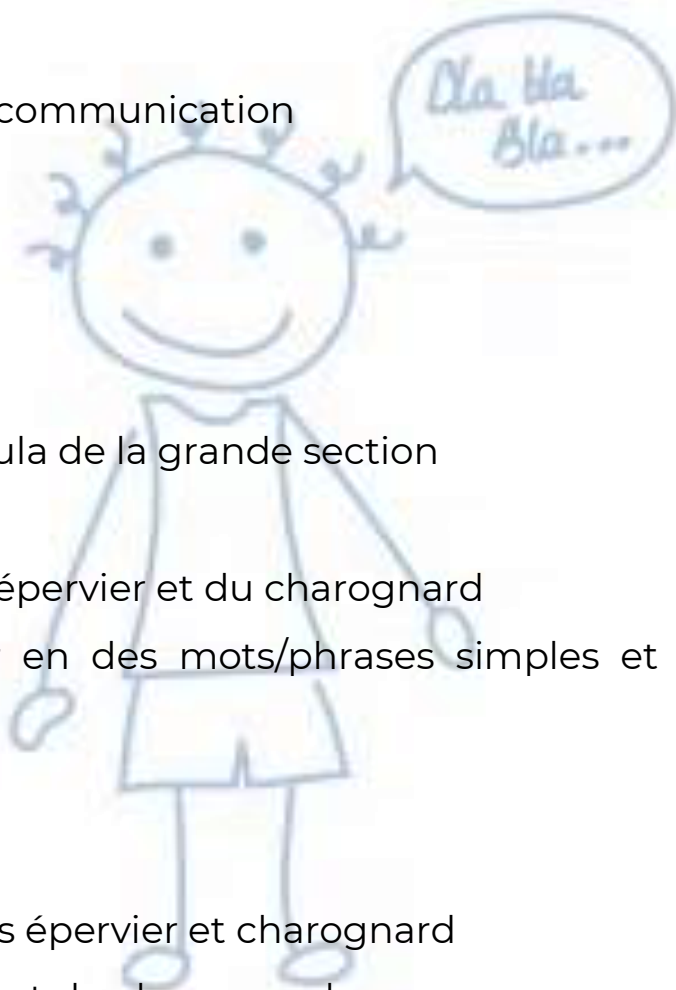 communication
Bla bla
Bla...
ula de la grande section
épervier et du charognard
en des mots/phrases simples et
s épervier et charognard